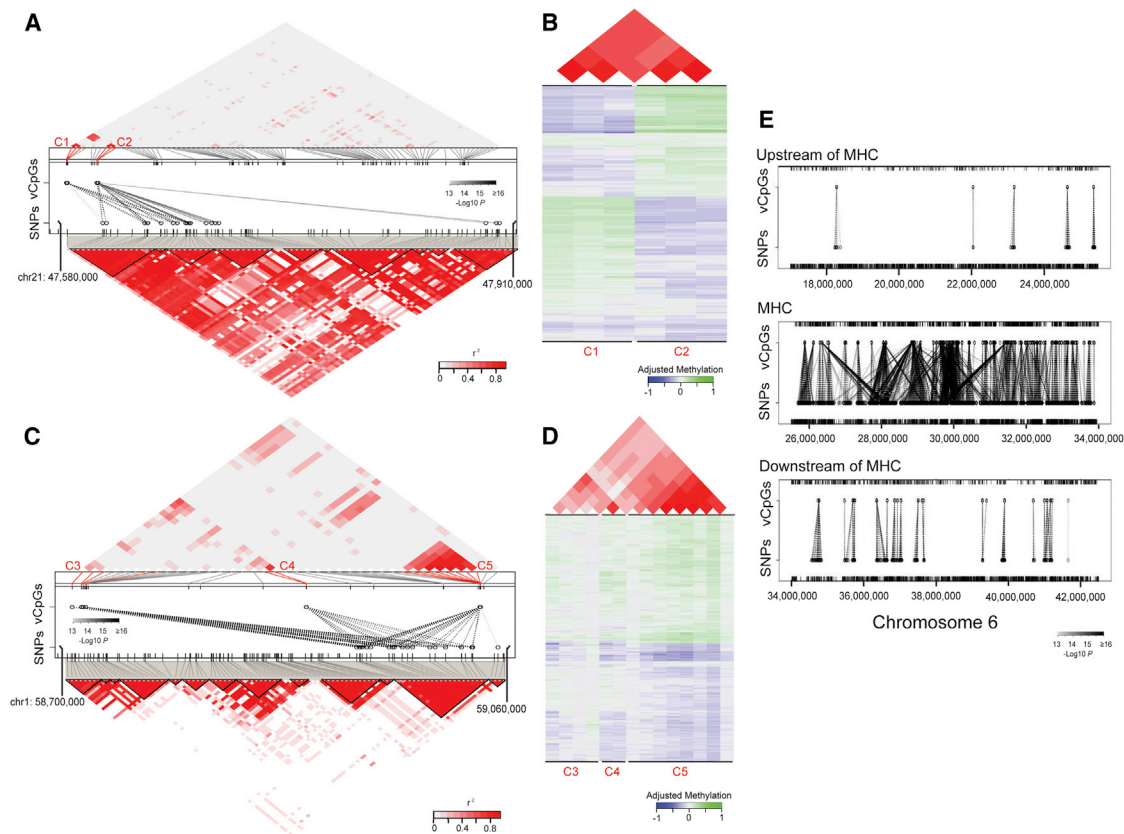 A
C1
C2
vCpGs
SNPs
13 14 15 ≥16
-Log10 P
chr21: 47,580,000
47,910,000
r²
0 0.4 0.8
B
C1
C2
Adjusted Methylation
-1 0 1
C
C3
C4
C5
vCpGs
SNPs
13 14 15 ≥16
-Log10 P
chr1: 58,700,000
59,060,000
r²
0 0.4 0.8
D
C3
C4
C5
Adjusted Methylation
-1 0 1
E
Upstream of MHC
vCpGs
SNPs
18,000,000 20,000,000 22,000,000 24,000,000
MHC
vCpGs
SNPs
26,000,000 28,000,000 30,000,000 32,000,000 34,000,000
Downstream of MHC
vCpGs
SNPs
34,000,000 36,000,000 38,000,000 40,000,000 42,000,000
Chromosome 6
13 14 15 ≥16
-Log10 P